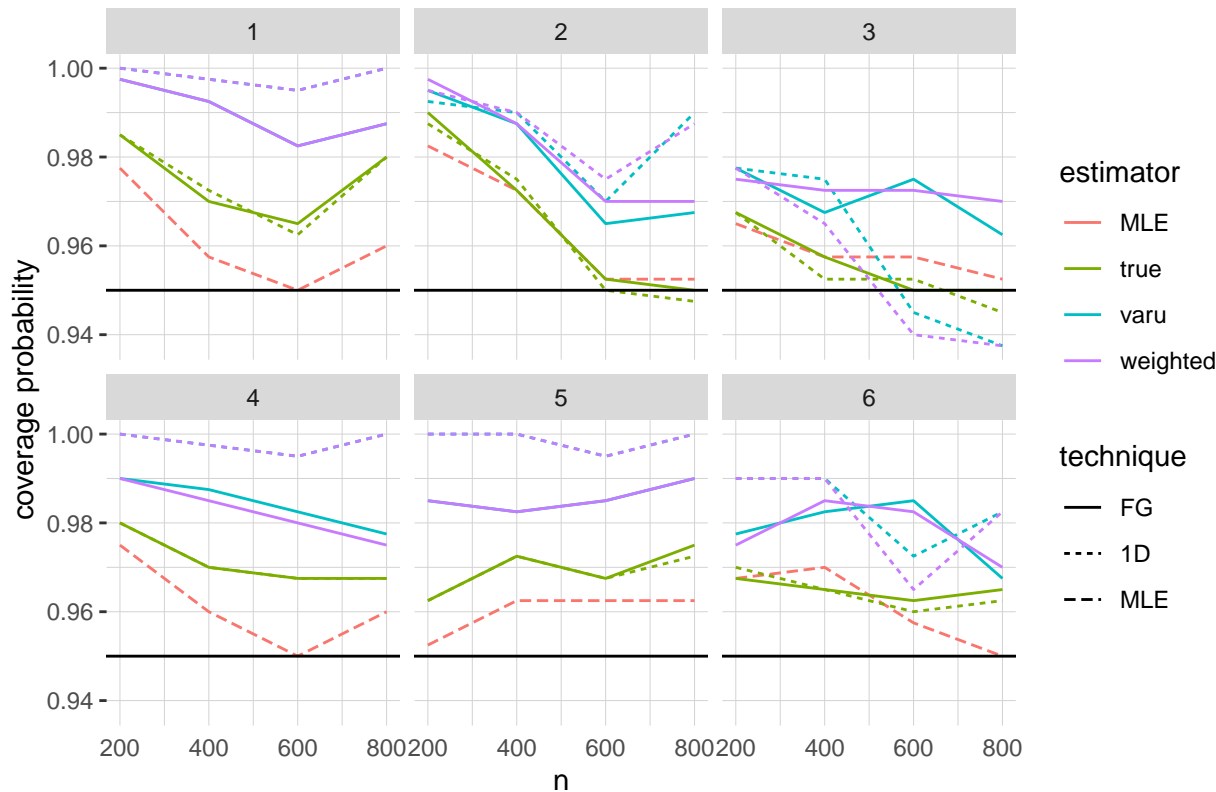 1 2 3
1.00
0.98
0.96
0.94
4 5 6
1.00
0.98
0.96
0.94
200 400 600 800 200 400 600 800 200 400 600 800
n
coverage probability
estimator
MLE
true
varu
weighted
technique
FG
1D
MLE